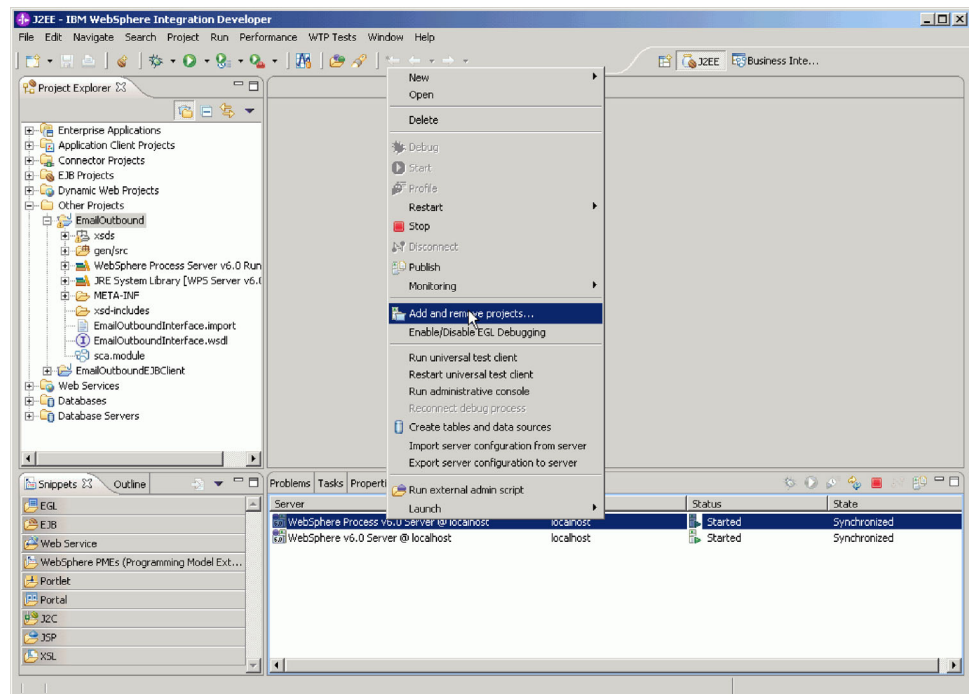 J2EE - IBM WebSphere Integration Developer
File Edit Navigate Search Project Run Performance WTP Tests Window Help
J2EE Business Inte...
Project Explorer
Enterprise Applications
Application Client Projects
Connector Projects
EJB Projects
Dynamic Web Projects
Other Projects
EmailOutbound
xsds
gen/src
WebSphere Process Server v6.0 Run
JRE System Library [WPS Server v6.
META-INF
xsd-includes
EmailOutboundInterface.import
EmailOutboundInterface.wsdl
sca.module
EmailOutboundEJBClient
Web Services
Databases
Database Servers
New
Open
Delete
Debug
Start
Profile
Restart
Stop
Disconnect
Publish
Monitoring
Add and remove projects...
Enable/Disable EGL Debugging
Run universal test client
Restart universal test client
Run administrative console
Reconnect debug process
Create tables and data sources
Import server configuration from server
Export server configuration to server
Run external admin script
Launch
Snippets Outline
EGL
EJB
Web Service
WebSphere PMEs (Programming Model Ext...
Portlet
Portal
J2C
JSP
XSL
Problems Tasks Properti
Server Status State
WebSphere Process v6.0 Server @ localhost localhost Started Synchronized
WebSphere v6.0 Server @ localhost localhost Started Synchronized